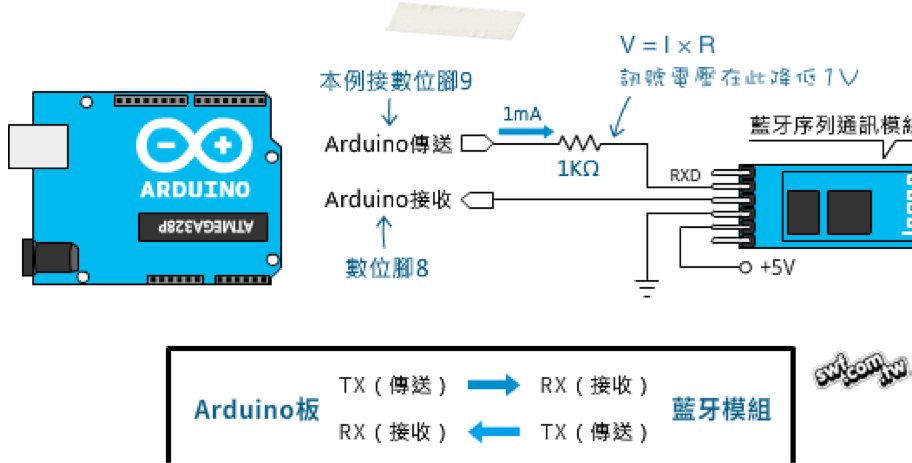 V = I x R
訊號電壓在此降低1V
本例接數位腳9
1mA
藍牙序列通訊模組
Arduino傳送
1KΩ
RXD
ARDUINO
Arduino接收
ATMEGA328P
數位腳8
+5V
TX（傳送） RX（接收）
Arduino板 藍牙模組
RX（接收） TX（傳送）
swf.com.tw